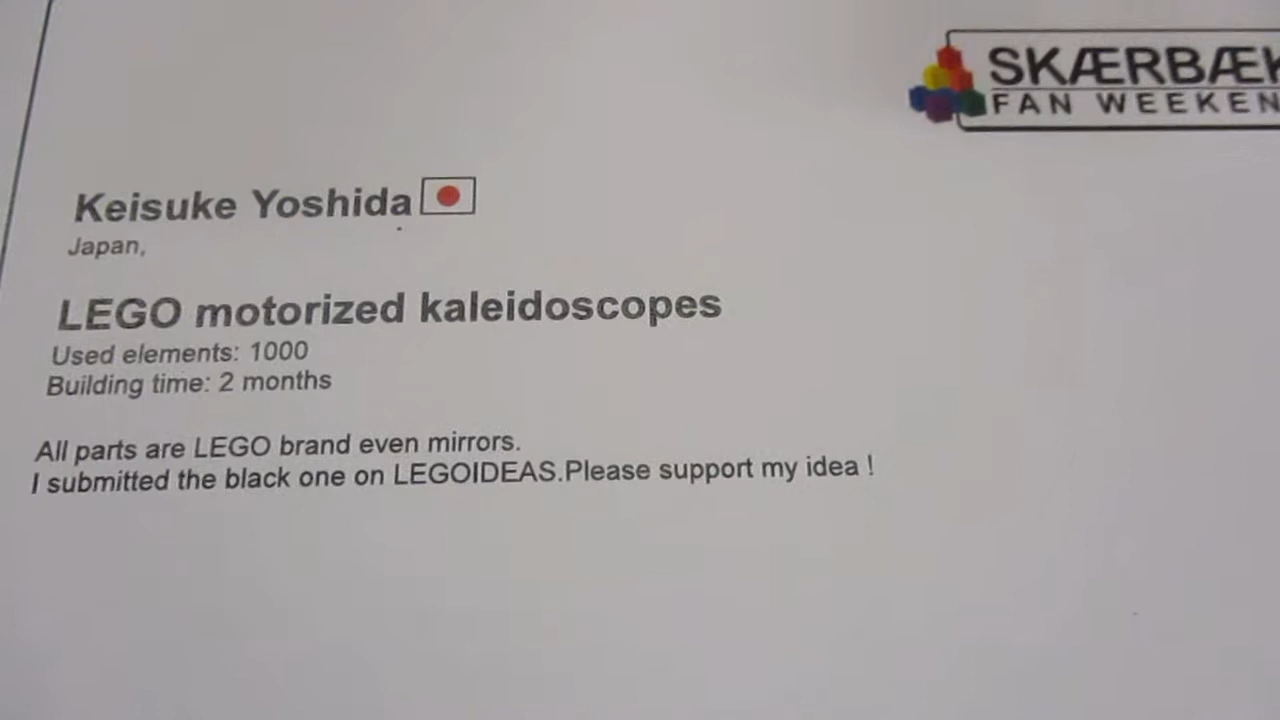 SKÆRBÆK
FAN WEEKEN
Keisuke Yoshida
Japan,
LEGO motorized kaleidoscopes
Used elements: 1000
Building time: 2 months
All parts are LEGO brand even mirrors.
I submitted the black one on LEGOIDEAS.Please support my idea !